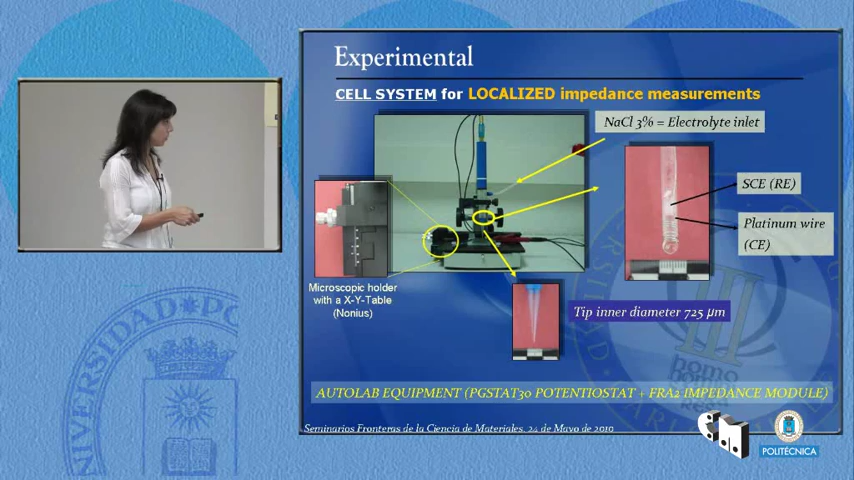 Experimental
CELL SYSTEM for LOCALIZED impedance measurements
NaCl 3% = Electrolyte inlet
SCE (RE)
Platinum wire
(CE)
Microscopic holder
with a X-Y-Table
(Nonius)
Tip inner diameter 725 μm
AUTOLAB EQUIPMENT (PGSTAT30 POTENTIOSTAT + FRA2 IMPEDANCE MODULE)
Seminarios Fronteras de la Ciencia de Materiales, 24 de Mayo de 2010
POLITÉCNICA